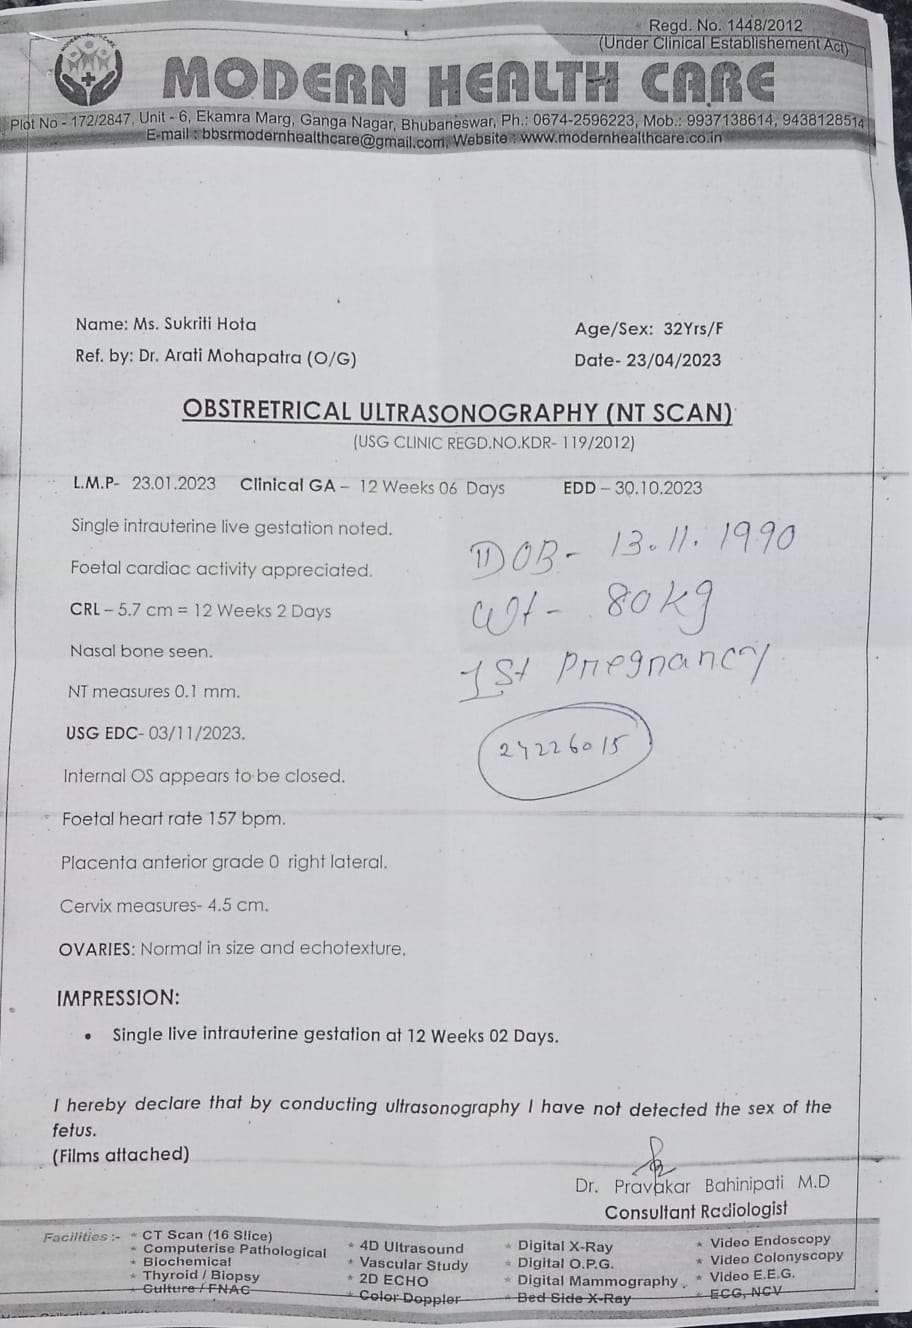 Regd. No. 1448/2012
(Under Clinical Establishement Act)
MODERN HEALTH CARE
Plot No - 172/2847, Unit - 6, Ekamra Marg, Ganga Nagar, Bhubaneswar, Ph.: 0674-2596223, Mob.: 9937138614, 9438128514
E-mail : bbsrmodernhealthcare@gmail.com, Website : www.modernhealthcare.co.in
Name: Ms. Sukriti Hota
Age/Sex: 32Yrs/F
Ref. by: Dr. Arati Mohapatra (O/G)
Date- 23/04/2023
OBSTRETRICAL ULTRASONOGRAPHY (NT SCAN)
(USG CLINIC REGD.NO.KDR- 119/2012)
L.M.P- 23.01.2023 Clinical GA – 12 Weeks 06 Days EDD – 30.10.2023
Single intrauterine live gestation noted.
DOB- 13.11.1990
Foetal cardiac activity appreciated.
CRL – 5.7 cm = 12 Weeks 2 Days
Wt- 80kg
Nasal bone seen.
1st Pregnancy
NT measures 0.1 mm.
USG EDC- 03/11/2023.
24226015
Internal OS appears to be closed.
Foetal heart rate 157 bpm.
Placenta anterior grade 0 right lateral.
Cervix measures- 4.5 cm.
OVARIES: Normal in size and echotexture.
IMPRESSION:
• Single live intrauterine gestation at 12 Weeks 02 Days.
I hereby declare that by conducting ultrasonography I have not detected the sex of the
fetus.
(Films attached)
Dr. Pravakar Bahinipati M.D
Consultant Radiologist
Facilities :- * CT Scan (16 Slice)
* Computerise Pathological
* Biochemical
* Thyroid / Biopsy
* Culture / FNAC
* 4D Ultrasound
* Vascular Study
* 2D ECHO
* Color Doppler
* Digital X-Ray
* Digital O.P.G.
* Digital Mammography
* Bed Side X-Ray
* Video Endoscopy
* Video Colonyscopy
* Video E.E.G.
* ECG, NCV